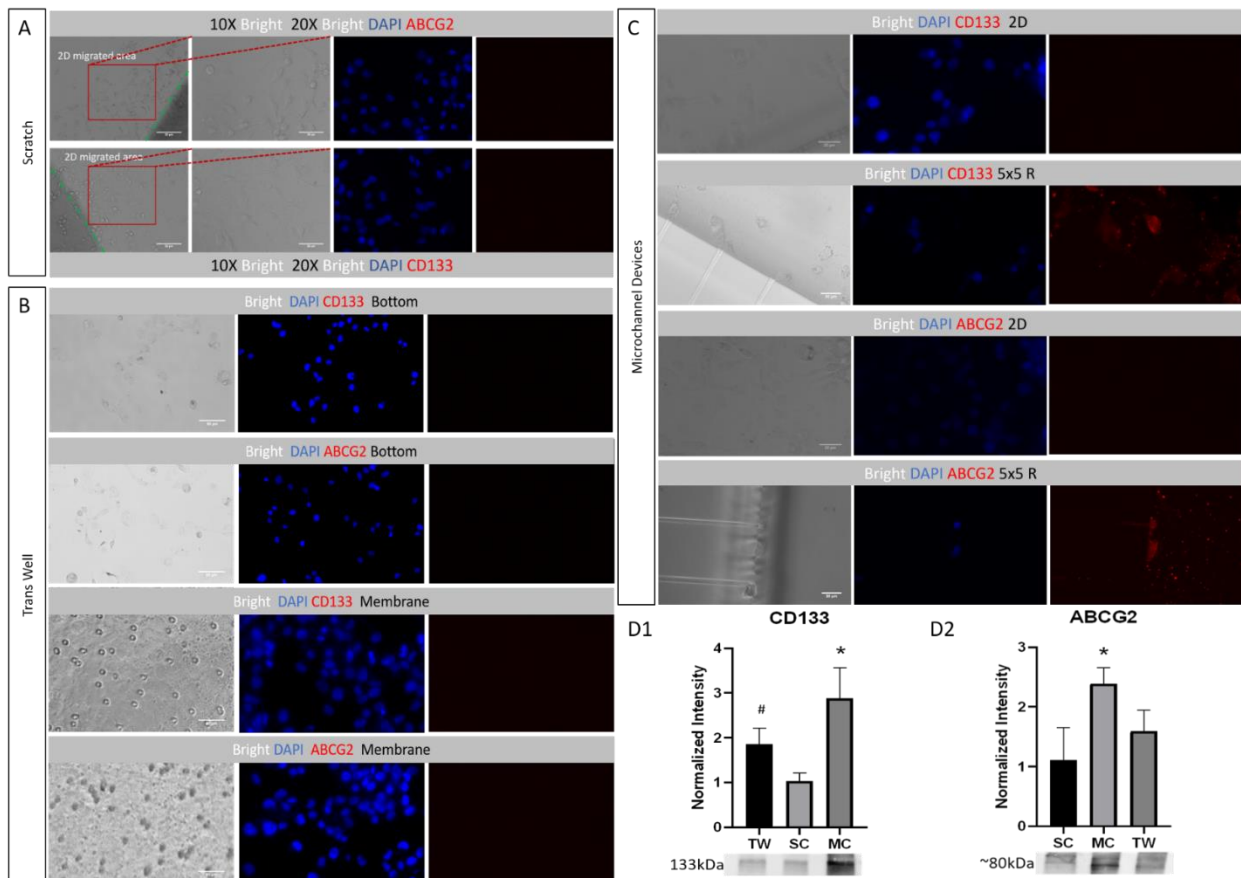 A
10X Bright 20X Bright DAPI ABCG2
2D migrated area
Scratch
2D migrated area
10X Bright 20X Bright DAPI CD133
B
Bright DAPI CD133 Bottom
Bright DAPI ABCG2 Bottom
Trans Well
Bright DAPI CD133 Membrane
Bright DAPI ABCG2 Membrane
C
Bright DAPI CD133 2D
Bright DAPI CD133 5x5 R
Microchannel Devices
Bright DAPI ABCG2 2D
Bright DAPI ABCG2 5x5 R
D1
CD133
Normalized Intensity
4
3
2
1
0
#
*
TW SC MC
133kDa
D2
ABCG2
Normalized Intensity
3
2
1
0
*
SC MC TW
~80kDa